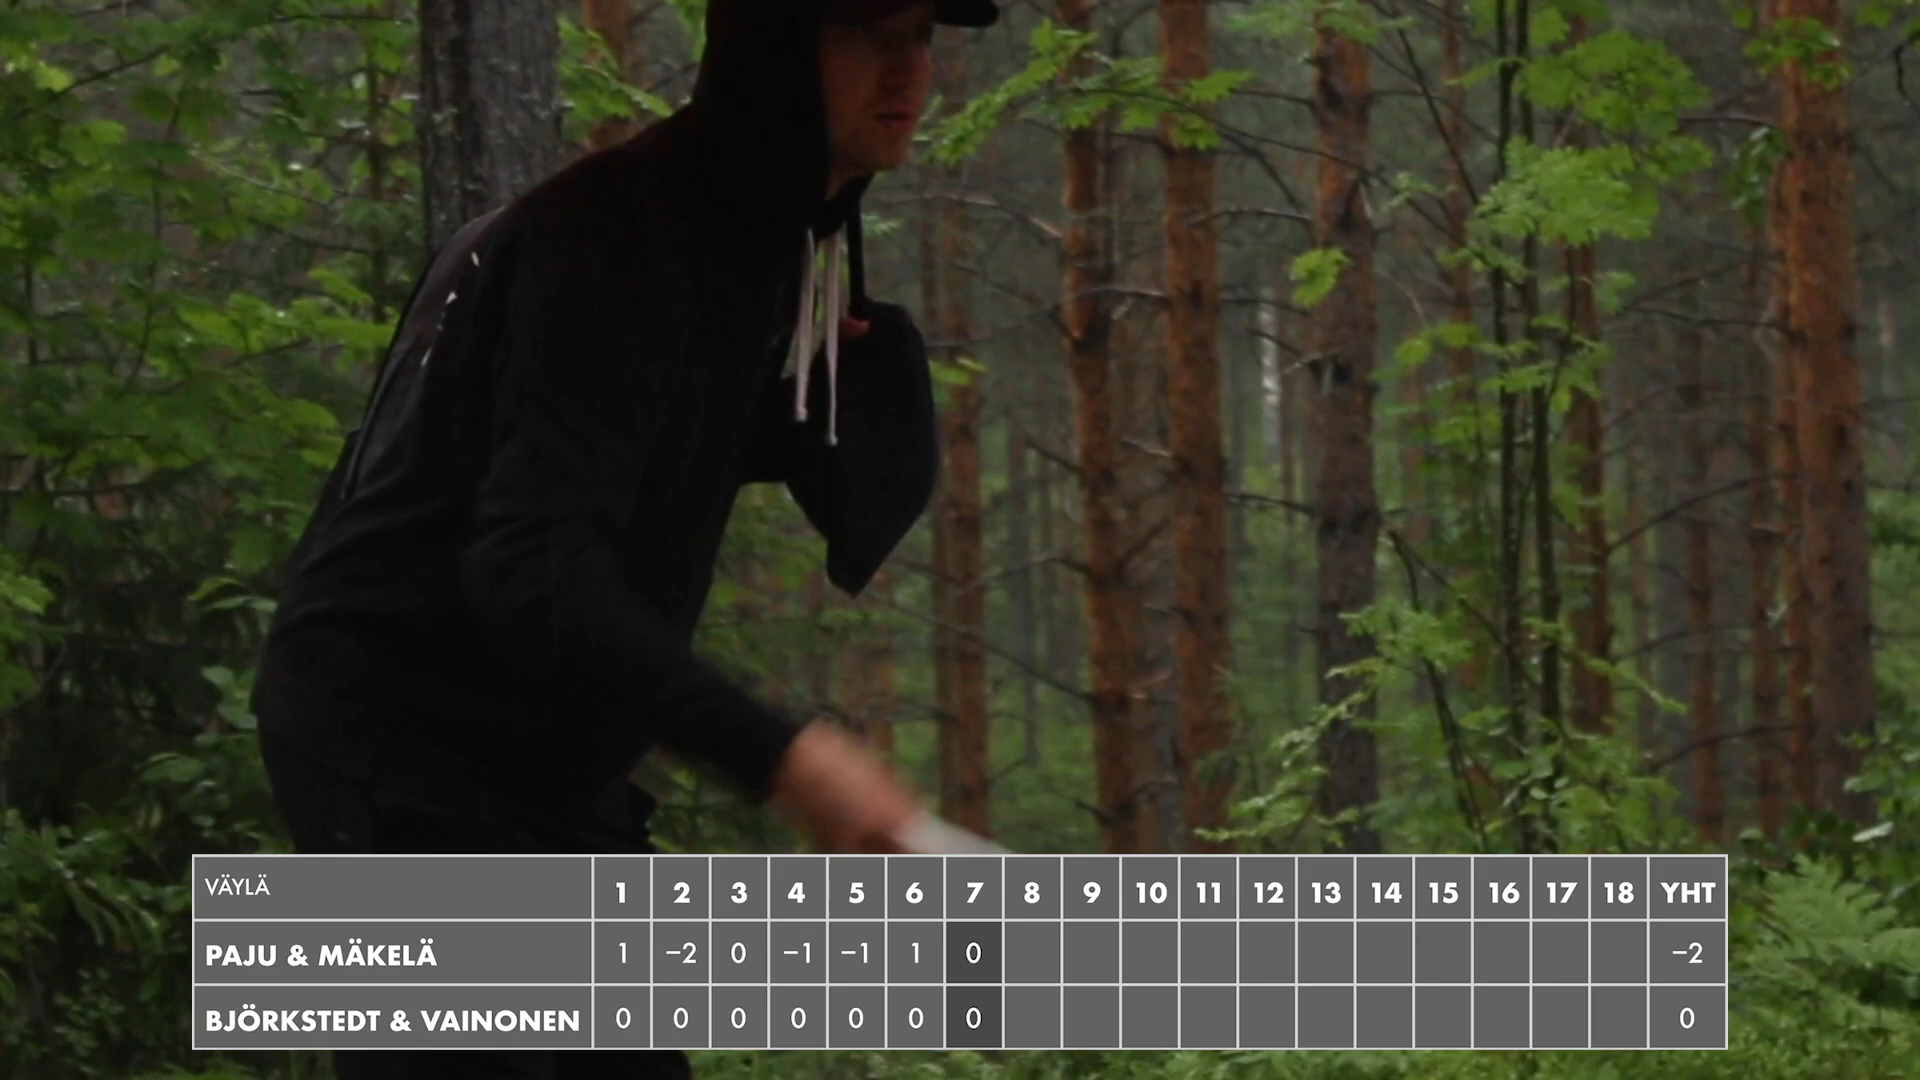 VÄYLÄ 1 2 3 4 5 6 7 8 9 10 11 12 13 14 15 16 17 18 YHT
PAJU & MÄKELÄ 1 −2 0 −1 −1 1 0 −2
BJÖRKSTEDT & VAINONEN 0 0 0 0 0 0 0 0